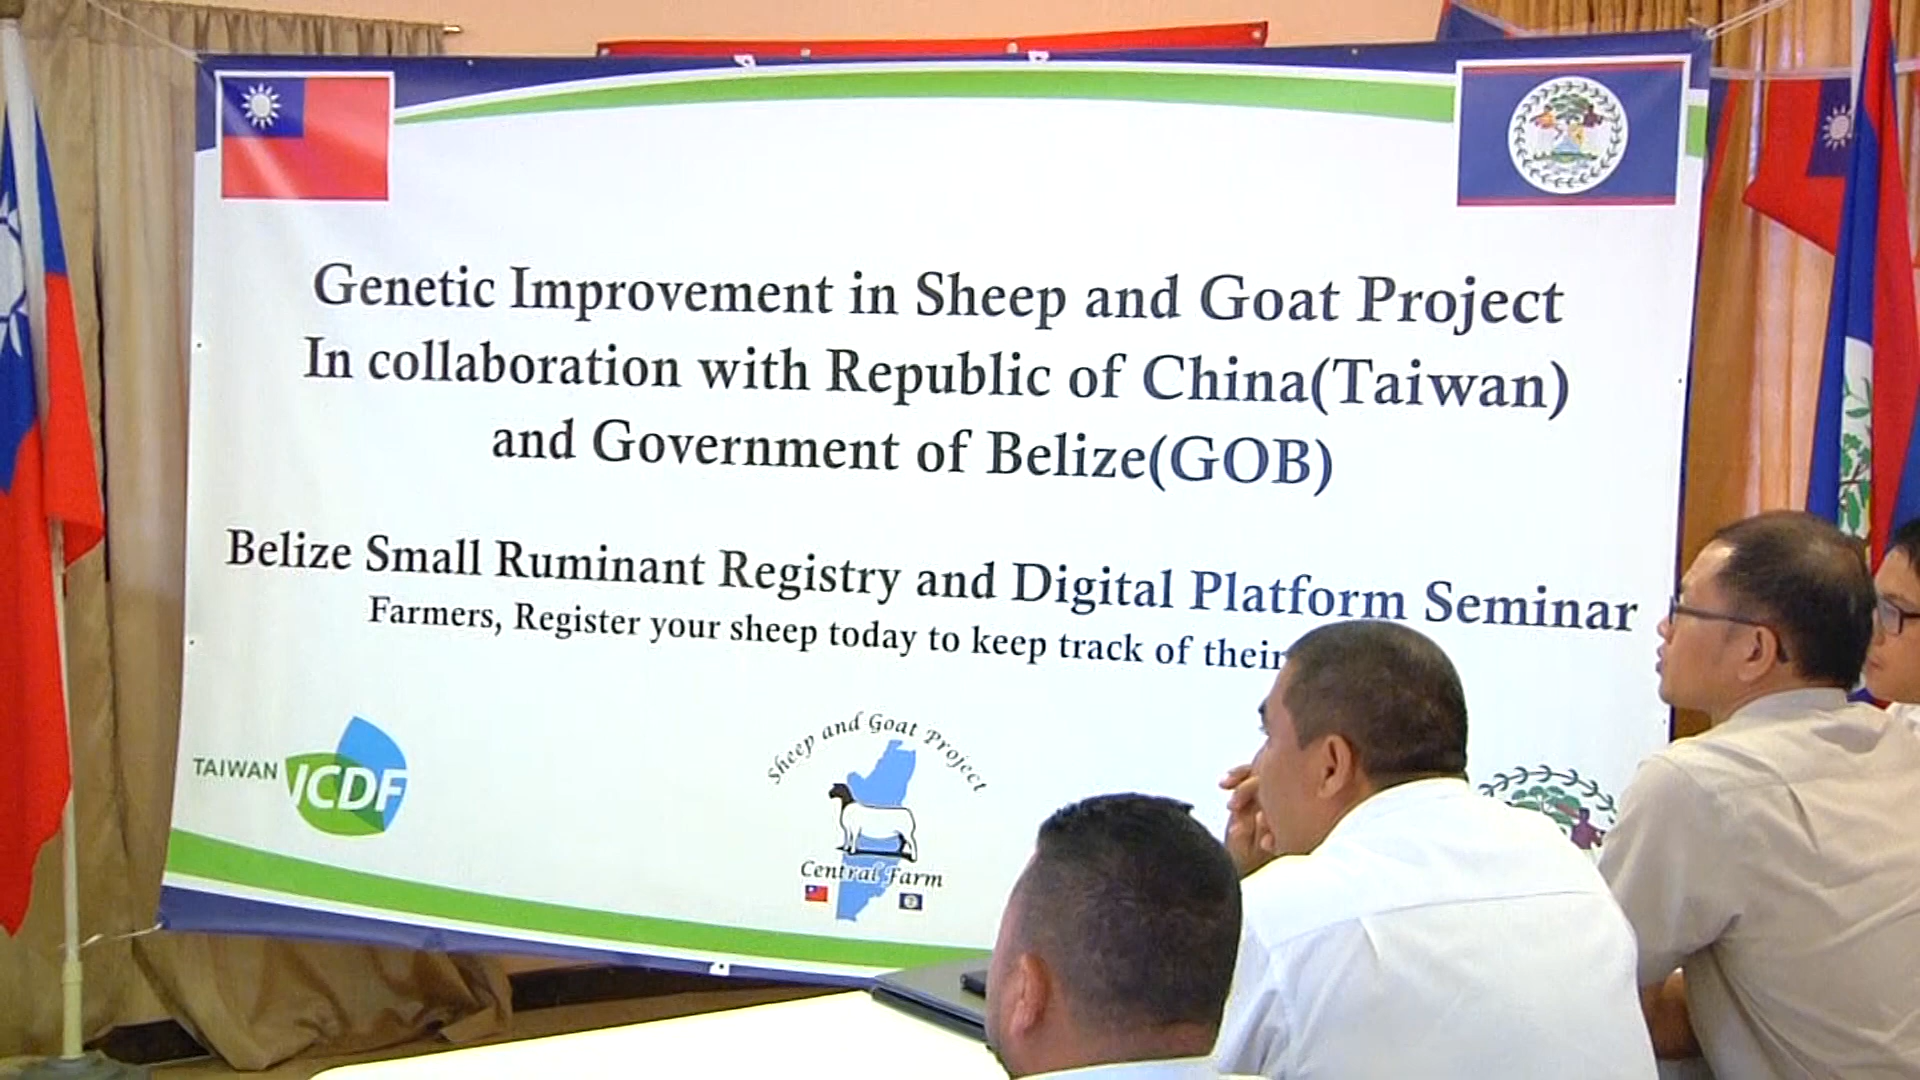 Genetic Improvement in Sheep and Goat Project
In collaboration with Republic of China(Taiwan)
and Government of Belize(GOB)
Belize Small Ruminant Registry and Digital Platform Seminar
Farmers, Register your sheep today to keep track of their
TAIWAN ICDF
Sheep and Goat Project
Central Farm